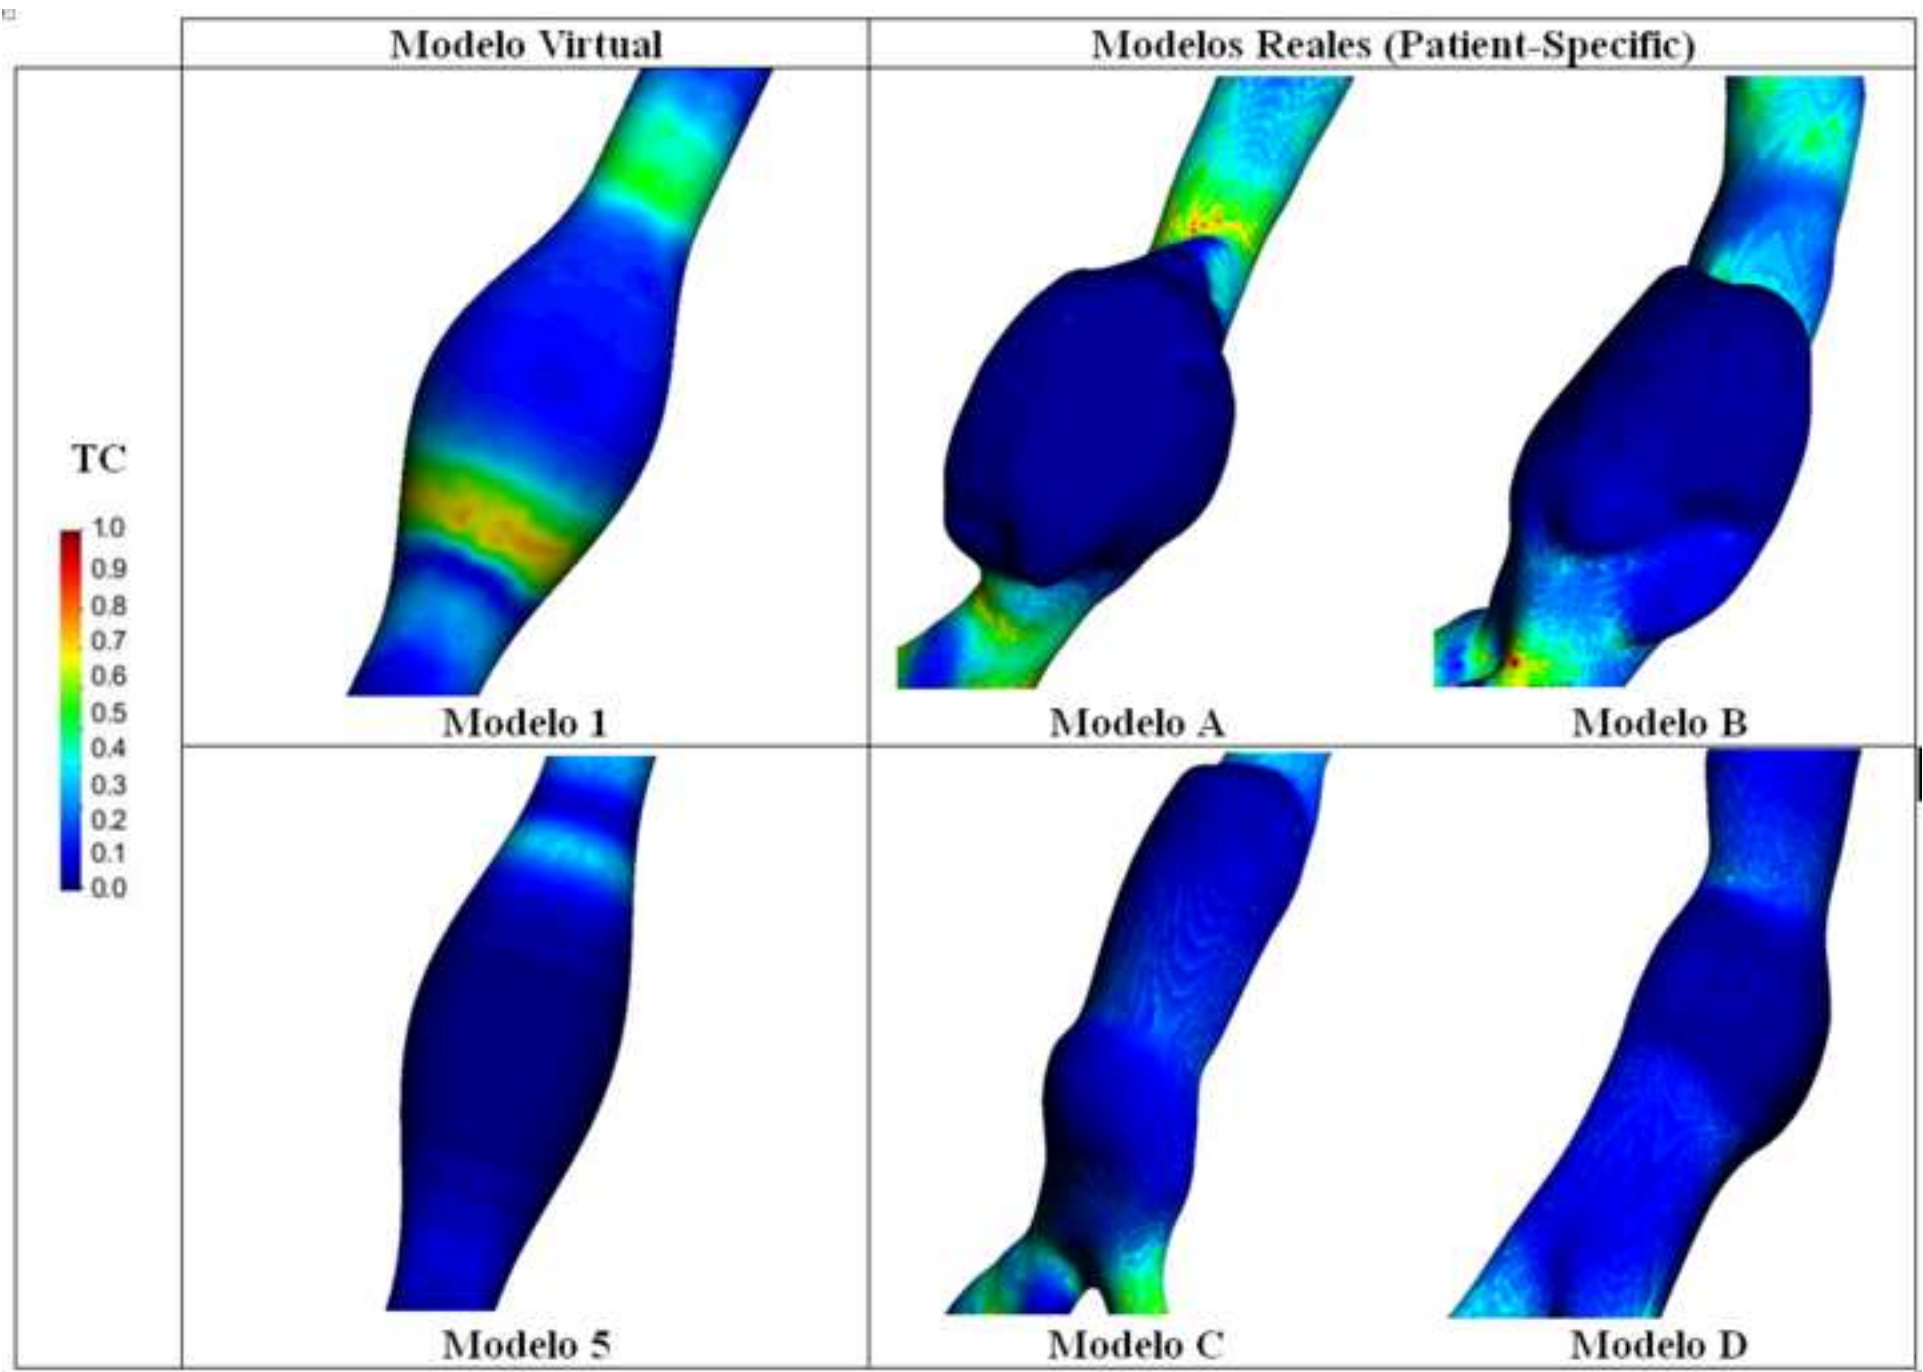 Modelo Virtual
Modelos Reales (Patient-Specific)
TC
1.0
0.9
0.8
0.7
0.6
0.5
0.4
0.3
0.2
0.1
0.0
Modelo 1
Modelo A
Modelo B
Modelo 5
Modelo C
Modelo D